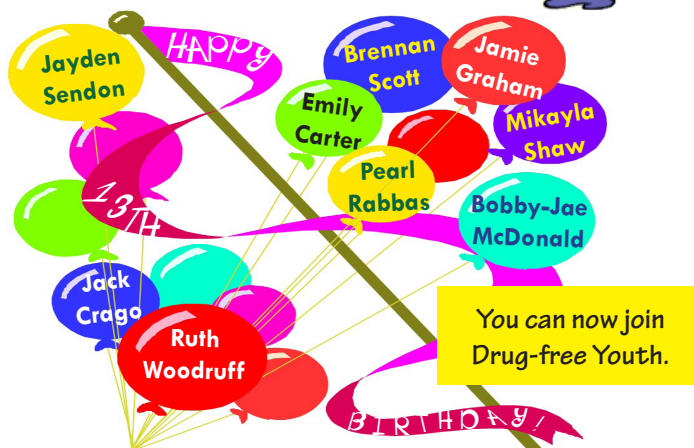 HAPPY
13TH
BIRTHDAY!
Jayden
Sendon
Brennan
Scott
Jamie
Graham
Emily
Carter
Mikayla
Shaw
Pearl
Rabbas
Bobby-Jae
McDonald
Jack
Crago
Ruth
Woodruff
You can now join
Drug-free Youth.